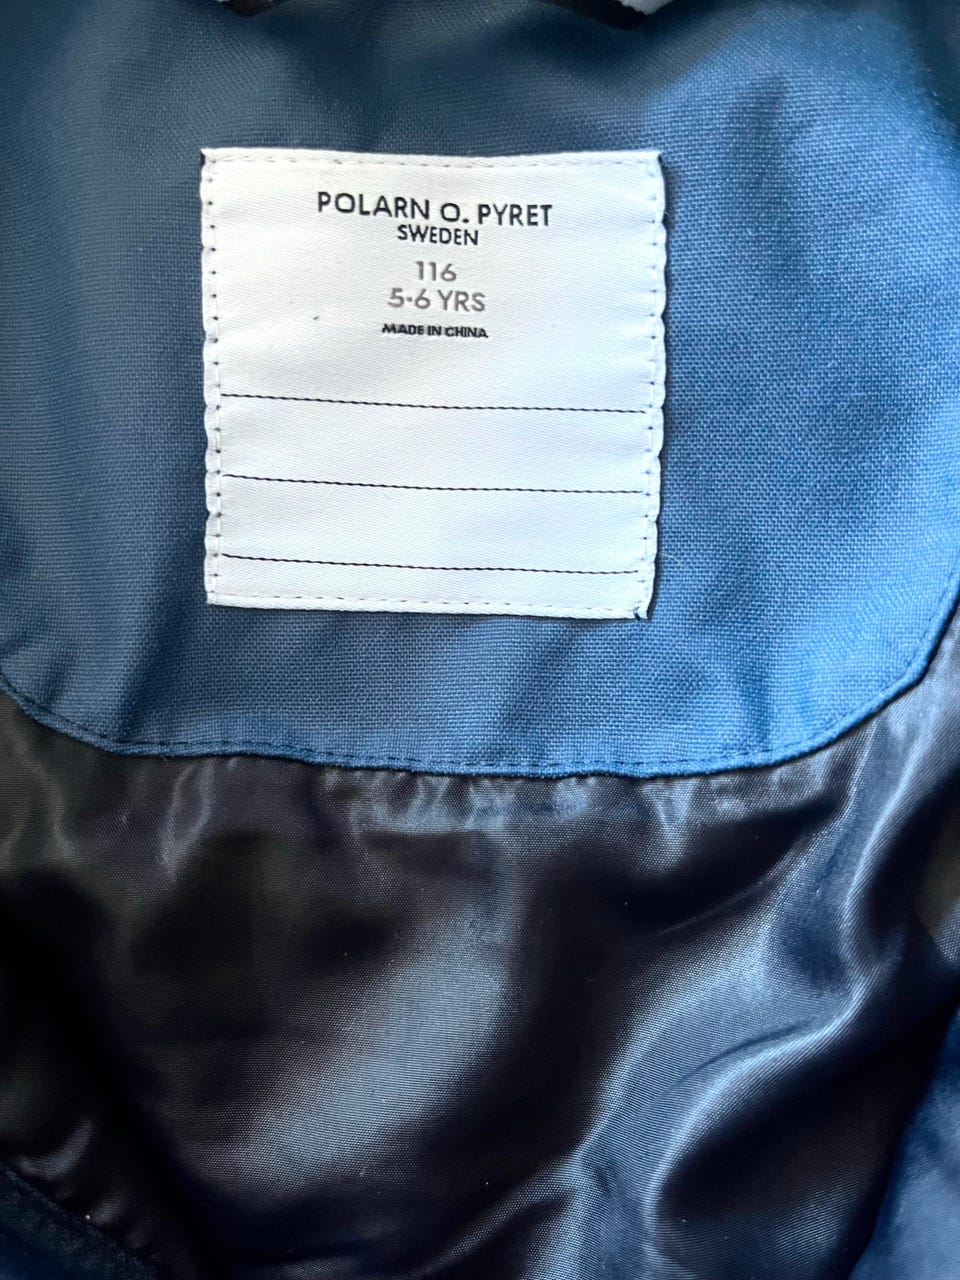 POLARN O. PYRET
SWEDEN
116
5-6 YRS
MADE IN CHINA